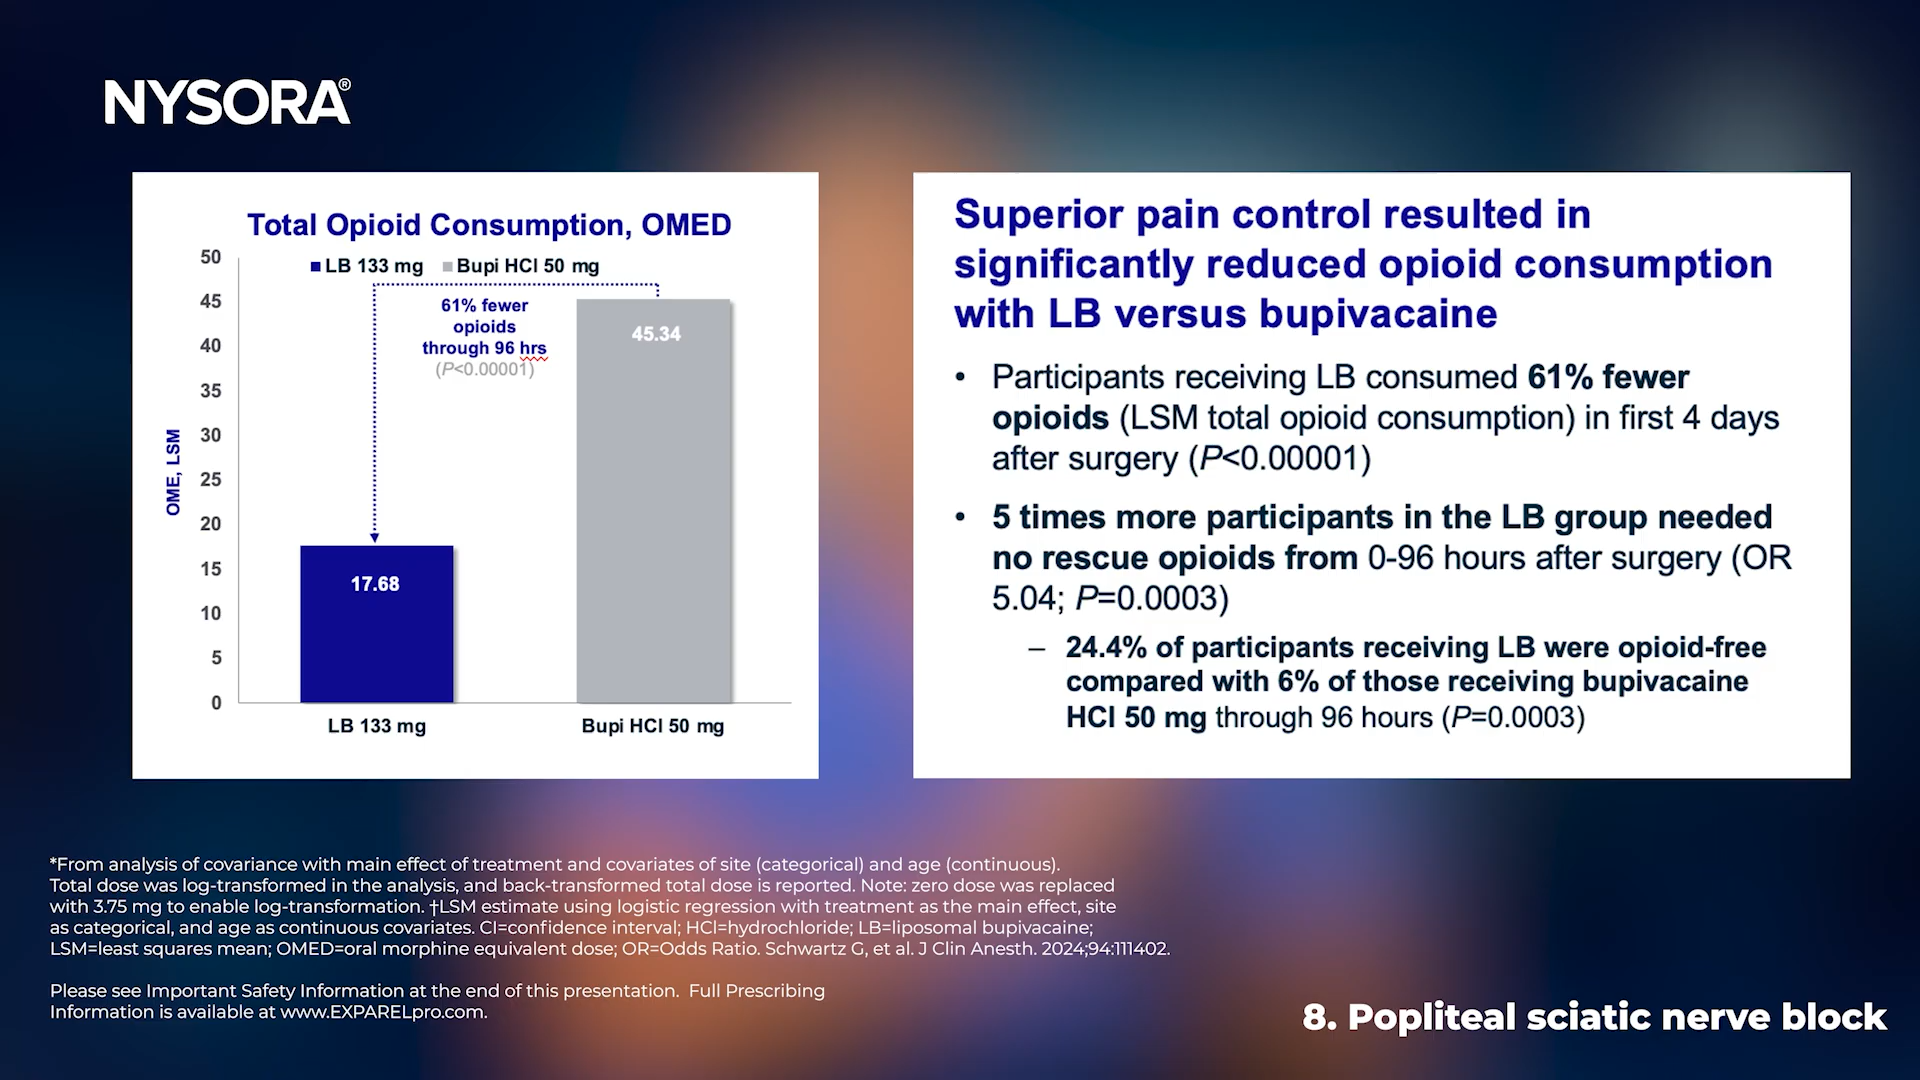 NYSORA®
Total Opioid Consumption, OMED
LB 133 mg Bupi HCl 50 mg
50
45
40
35
30
25
20
15
10
5
0
OME, LSM
61% fewer
opioids
through 96 hrs
(P<0.00001)
45.34
17.68
LB 133 mg
Bupi HCl 50 mg
Superior pain control resulted in
significantly reduced opioid consumption
with LB versus bupivacaine
• Participants receiving LB consumed 61% fewer
opioids (LSM total opioid consumption) in first 4 days
after surgery (P<0.00001)
• 5 times more participants in the LB group needed
no rescue opioids from 0-96 hours after surgery (OR
5.04; P=0.0003)
– 24.4% of participants receiving LB were opioid-free
compared with 6% of those receiving bupivacaine
HCl 50 mg through 96 hours (P=0.0003)
*From analysis of covariance with main effect of treatment and covariates of site (categorical) and age (continuous).
Total dose was log-transformed in the analysis, and back-transformed total dose is reported. Note: zero dose was replaced
with 3.75 mg to enable log-transformation. †LSM estimate using logistic regression with treatment as the main effect, site
as categorical, and age as continuous covariates. CI=confidence interval; HCl=hydrochloride; LB=liposomal bupivacaine;
LSM=least squares mean; OMED=oral morphine equivalent dose; OR=Odds Ratio. Schwartz G, et al. J Clin Anesth. 2024;94:111402.
Please see Important Safety Information at the end of this presentation. Full Prescribing
Information is available at www.EXPARELpro.com.
8. Popliteal sciatic nerve block